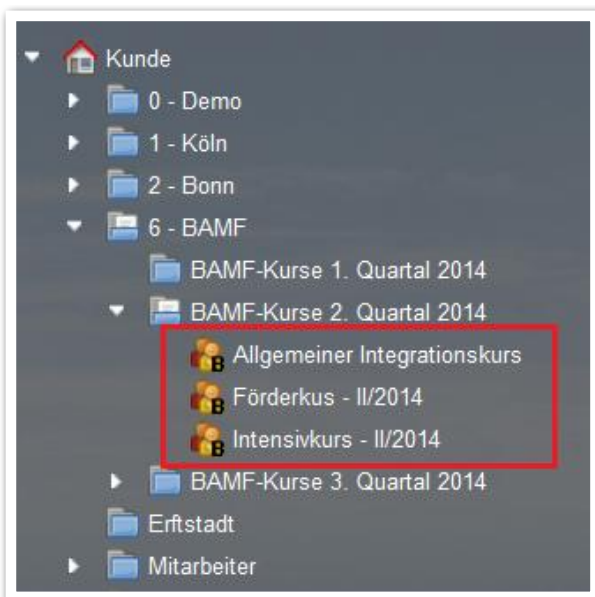 Kunde
0 - Demo
1 - Köln
2 - Bonn
6 - BAMF
BAMF-Kurse 1. Quartal 2014
BAMF-Kurse 2. Quartal 2014
B Allgemeiner Integrationskurs
B Förderkus - II/2014
B Intensivkurs - II/2014
BAMF-Kurse 3. Quartal 2014
Erftstadt
Mitarbeiter